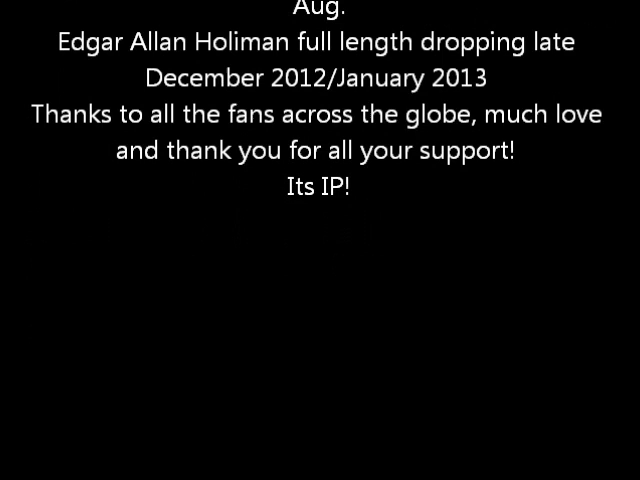 Aug.
Edgar Allan Holiman full length dropping late
December 2012/January 2013
Thanks to all the fans across the globe, much love
and thank you for all your support!
Its IP!